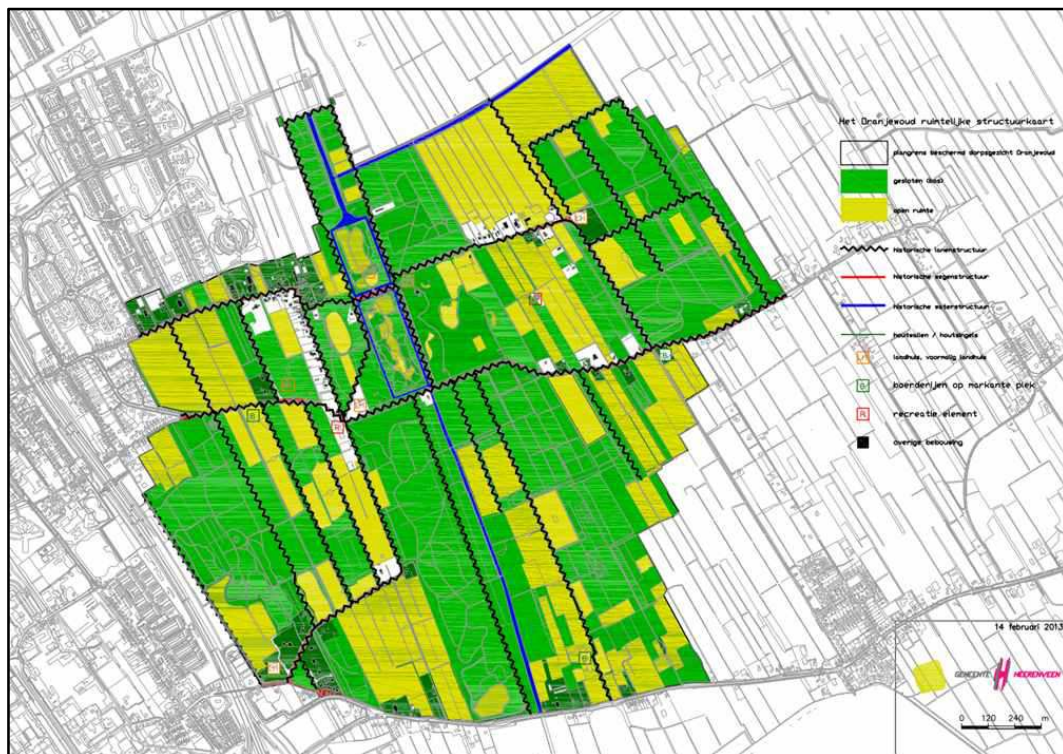 Het Oranjewoud ruimtelijke structuurkaart
plangrens beschermd dorpsgezicht Oranjewoud
gesloten (bos)
open ruimte
historische lanenstructuur
historische wegenstructuur
historische waterstructuur
houtwallen / houtsingels
landhuis, voormalig landhuis
B
boerderijen op markante plek
R
recreatie element
overige bebouwing
14 februari 2013
GEMEENTE HEERENVEEN
0 120 240 m